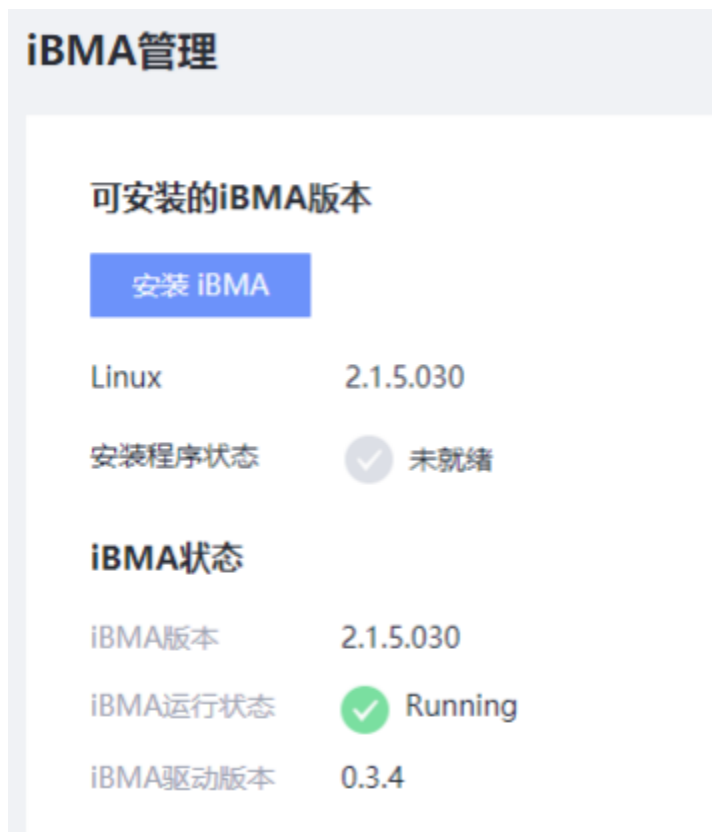 iBMA管理
可安装的iBMA版本
安装 iBMA
Linux 2.1.5.030
安装程序状态 未就绪
iBMA状态
iBMA版本 2.1.5.030
iBMA运行状态 Running
iBMA驱动版本 0.3.4